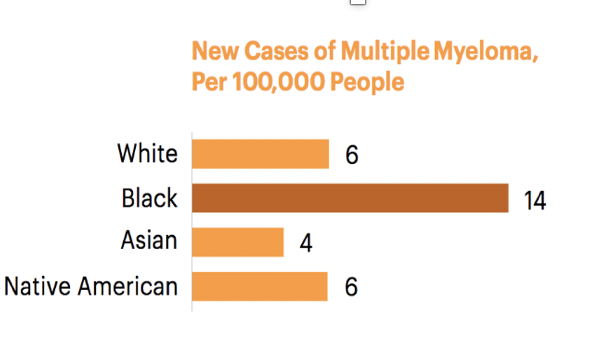 New Cases of Multiple Myeloma,
Per 100,000 People
White 6
Black 14
Asian 4
Native American 6